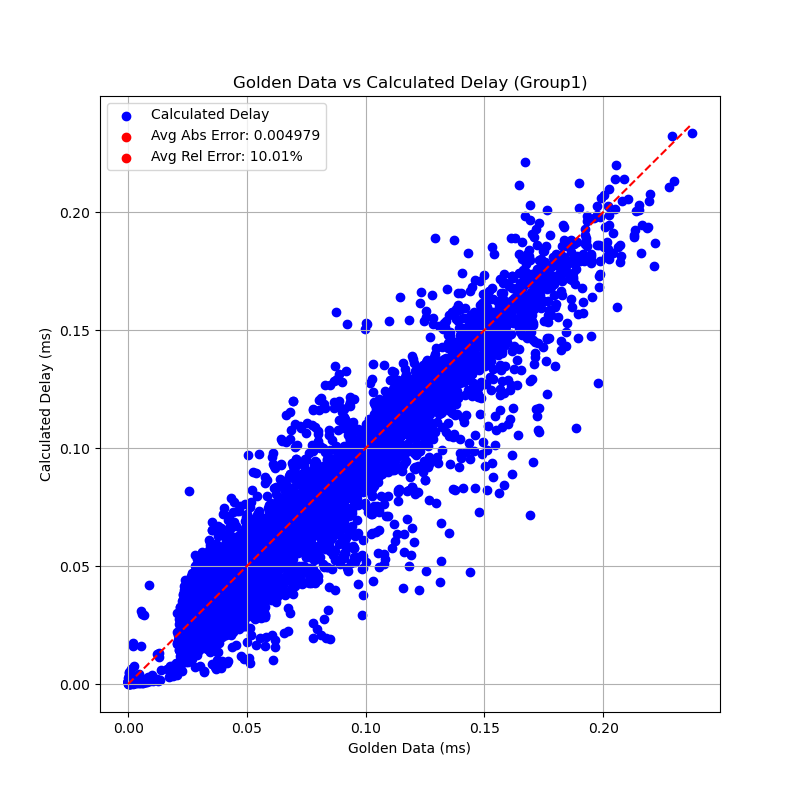 Golden Data vs Calculated Delay (Group1)
Calculated Delay
Avg Abs Error: 0.004979
Avg Rel Error: 10.01%
0.20
0.15
0.10
0.05
0.00
Calculated Delay (ms)
0.00 0.05 0.10 0.15 0.20
Golden Data (ms)